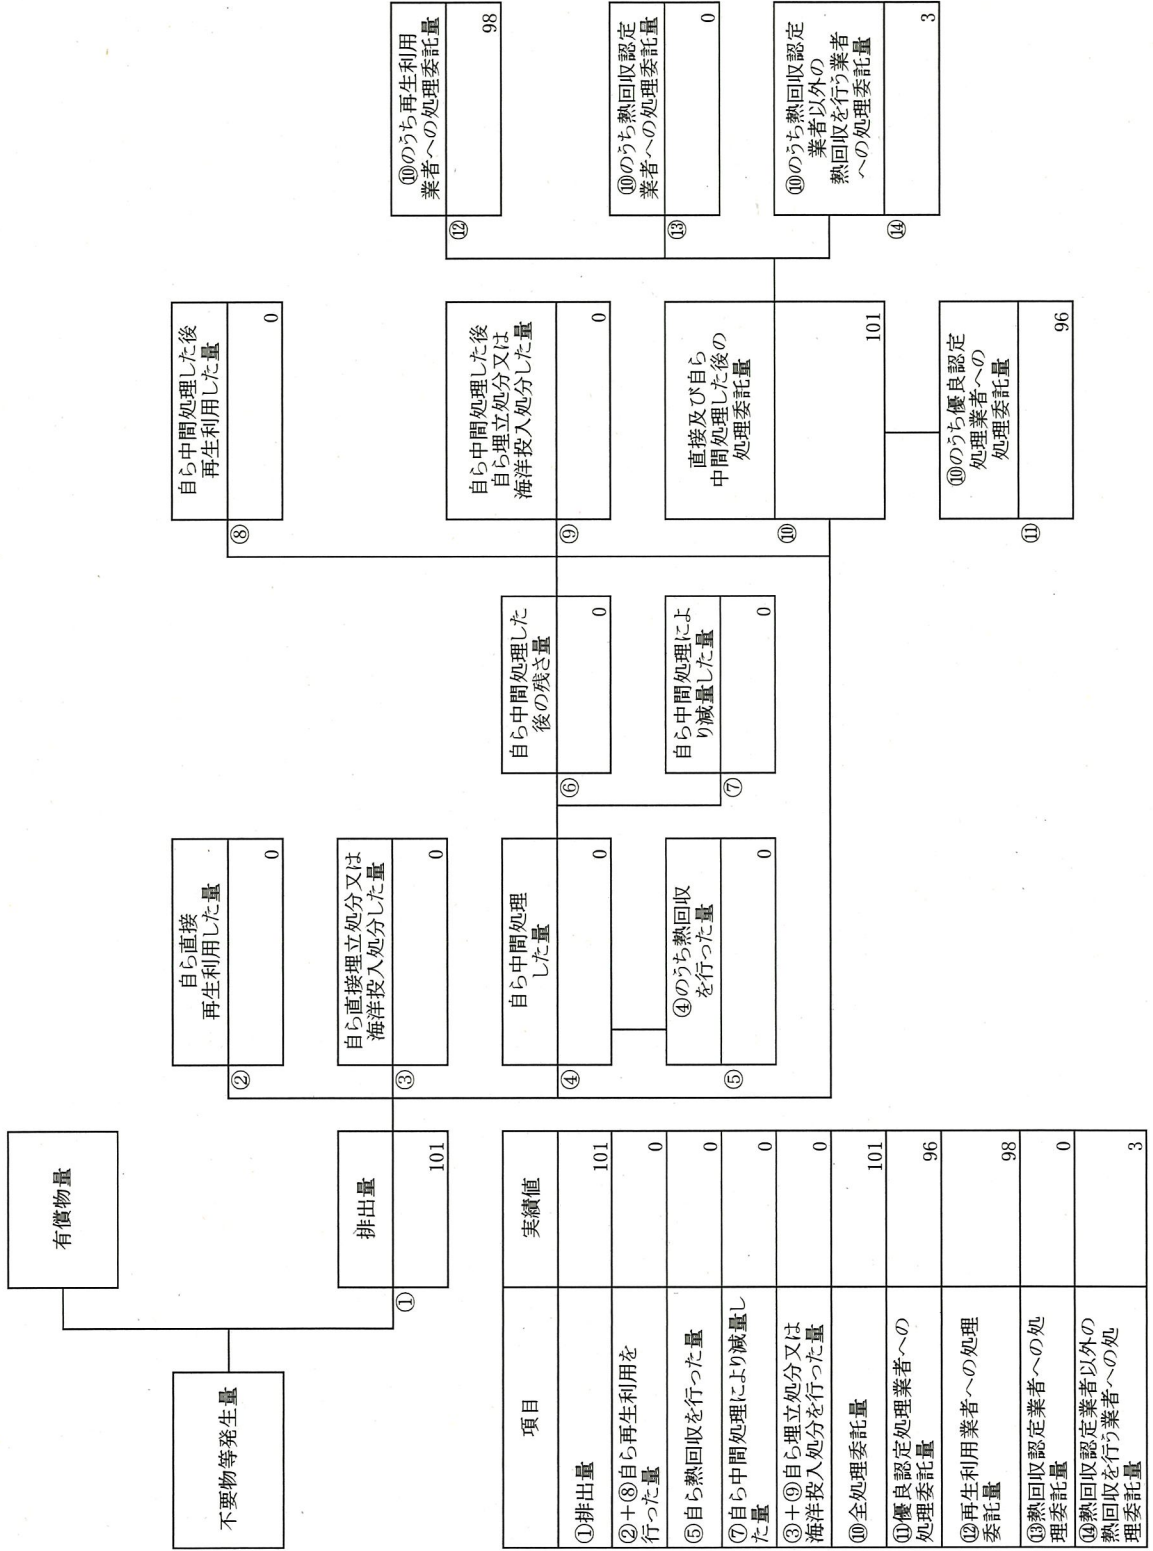 不要物等発生量
有償物量
排出量
①
101
自ら直接
再生利用した量
②
0
自ら直接埋立処分又は
海洋投入処分した量
③
0
自ら中間処理
した量
④
0
④のうち熱回収
を行った量
⑤
0
自ら中間処理した
後の残さ量
⑥
0
自ら中間処理によ
り減量した量
⑦
0
自ら中間処理した後
再生利用した量
⑧
0
自ら中間処理した後
自ら埋立処分又は
海洋投入処分した量
⑨
0
直接及び自ら
中間処理した後の
処理委託量
⑩
101
⑩のうち優良認定
処理業者への
処理委託量
⑪
96
⑩のうち再生利用
業者への処理委託量
⑫
98
⑩のうち熱回収認定
業者への処理委託量
⑬
0
⑩のうち熱回収認定
業者以外の
熱回収を行う業者
への処理委託量
⑭
3
項目 実績値
①排出量 101
②+⑧自ら再生利用を
行った量 0
⑤自ら熱回収を行った量 0
⑦自ら中間処理により減量し
た量 0
③+⑨自ら埋立処分又は
海洋投入処分を行った量 0
⑩全処理委託量 101
⑪優良認定処理業者への
処理委託量 96
⑫再生利用業者への処理
委託量 98
⑬熱回収認定業者への処
理委託量 0
⑭熱回収認定業者以外の
熱回収を行う業者への処
理委託量 3